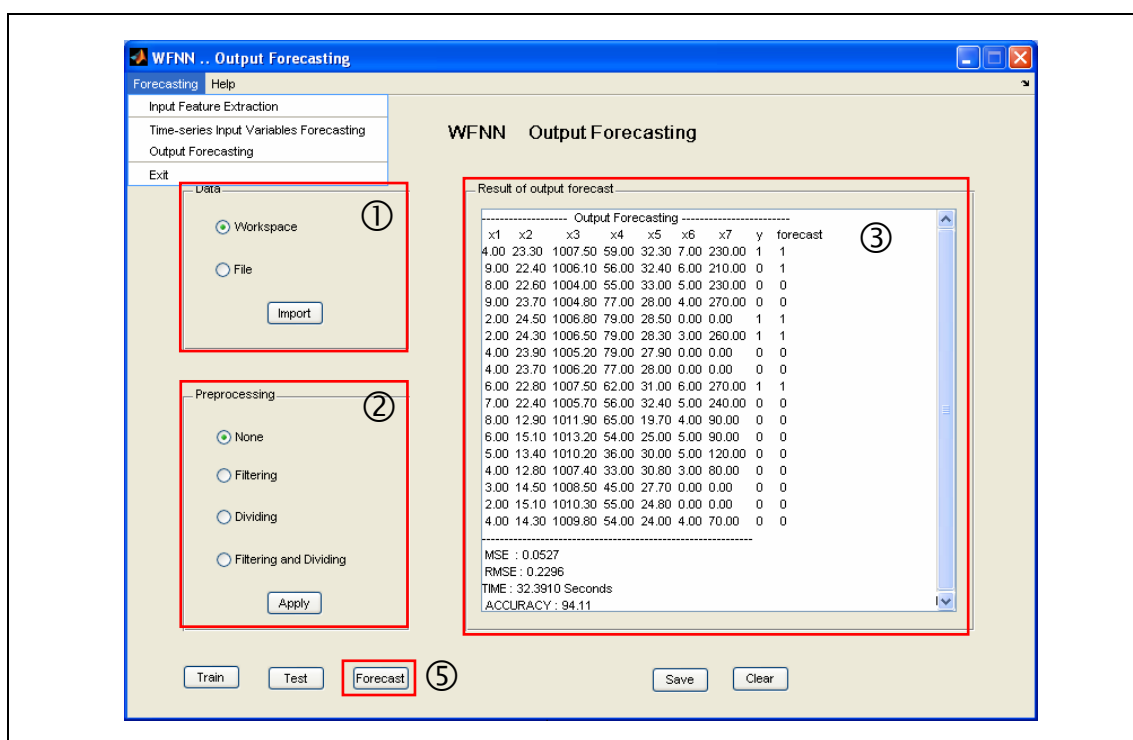 WFNN .. Output Forecasting
Forecasting Help
Input Feature Extraction
Time-series Input Variables Forecasting
Output Forecasting
Exit
WFNN Output Forecasting
Data
①
Workspace
File
Import
Preprocessing
②
None
Filtering
Dividing
Filtering and Dividing
Apply
Result of output forecast
③
------------------- Output Forecasting ------------------------
x1 x2 x3 x4 x5 x6 x7 y forecast
4.00 23.30 1007.50 59.00 32.30 7.00 230.00 1 1
9.00 22.40 1006.10 56.00 32.40 6.00 210.00 0 1
8.00 22.60 1004.00 55.00 33.00 5.00 230.00 0 0
9.00 23.70 1004.80 77.00 28.00 4.00 270.00 0 0
2.00 24.50 1006.80 79.00 28.50 0.00 0.00 1 1
2.00 24.30 1006.50 79.00 28.30 3.00 260.00 1 1
4.00 23.90 1005.20 79.00 27.90 0.00 0.00 0 0
4.00 23.70 1006.20 77.00 28.00 0.00 0.00 0 0
6.00 22.80 1007.50 62.00 31.00 6.00 270.00 1 1
7.00 22.40 1005.70 56.00 32.40 5.00 240.00 0 0
8.00 12.90 1011.90 65.00 19.70 4.00 90.00 0 0
6.00 15.10 1013.20 54.00 25.00 5.00 90.00 0 0
5.00 13.40 1010.20 36.00 30.00 5.00 120.00 0 0
4.00 12.80 1007.40 33.00 30.80 3.00 80.00 0 0
3.00 14.50 1008.50 45.00 27.70 0.00 0.00 0 0
2.00 15.10 1010.30 55.00 24.80 0.00 0.00 0 0
4.00 14.30 1009.80 54.00 24.00 4.00 70.00 0 0
------------------------------------------------------------
MSE : 0.0527
RMSE : 0.2296
TIME : 32.3910 Seconds
ACCURACY : 94.11
Train Test Forecast ⑤ Save Clear